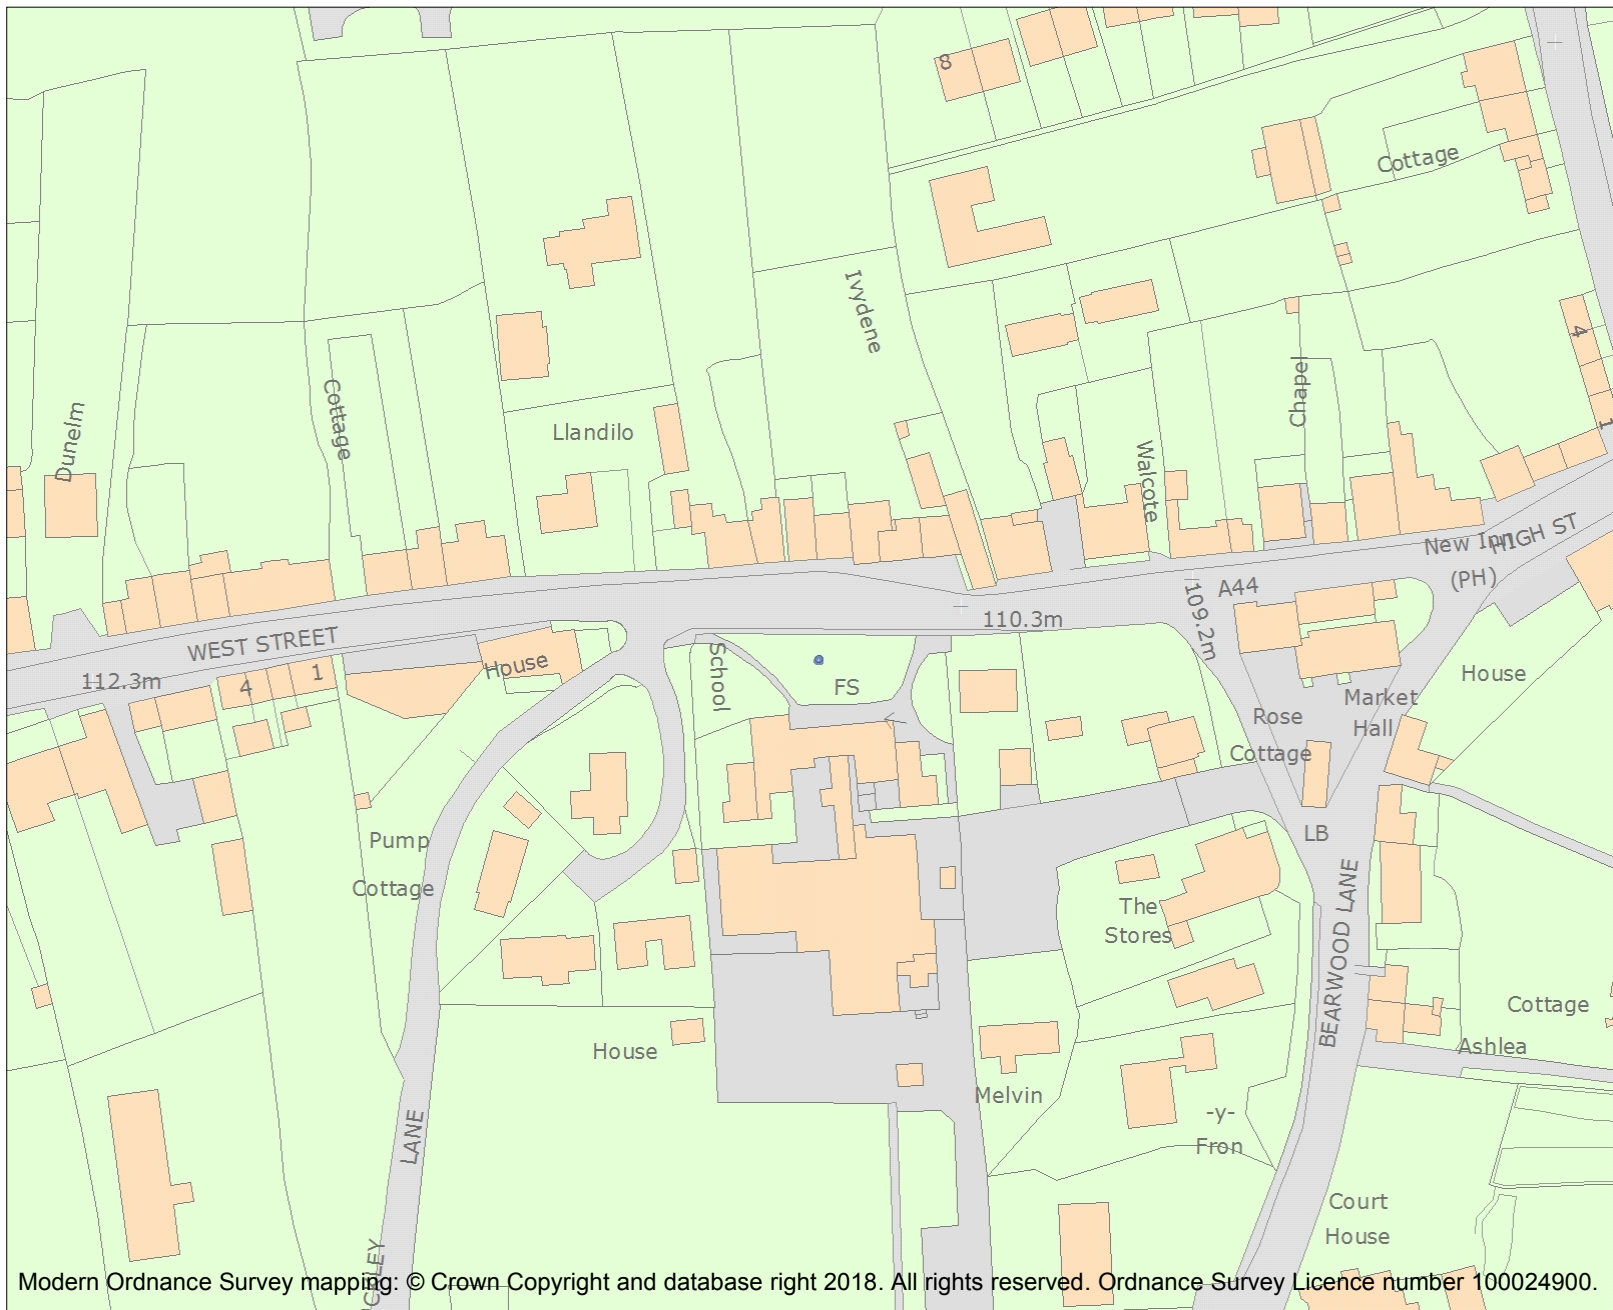 8
Cottage
Ivydene
4
Cottage
Chapel
Dunelm
Llandilo
1
Walcote
HIGH ST
New Inn
(PH)
A44
109.2m
110.3m
WEST STREET
112.3m
4
1
House
School
FS
House
Market
Hall
Rose
Cottage
Pump
Cottage
LB
The
Stores
BEARWOOD LANE
Cottage
Ashlea
House
Melvin
-y-
Fron
LANE
Court
House
CKLEY
Modern Ordnance Survey mapping: © Crown Copyright and database right 2018. All rights reserved. Ordnance Survey Licence number 100024900.